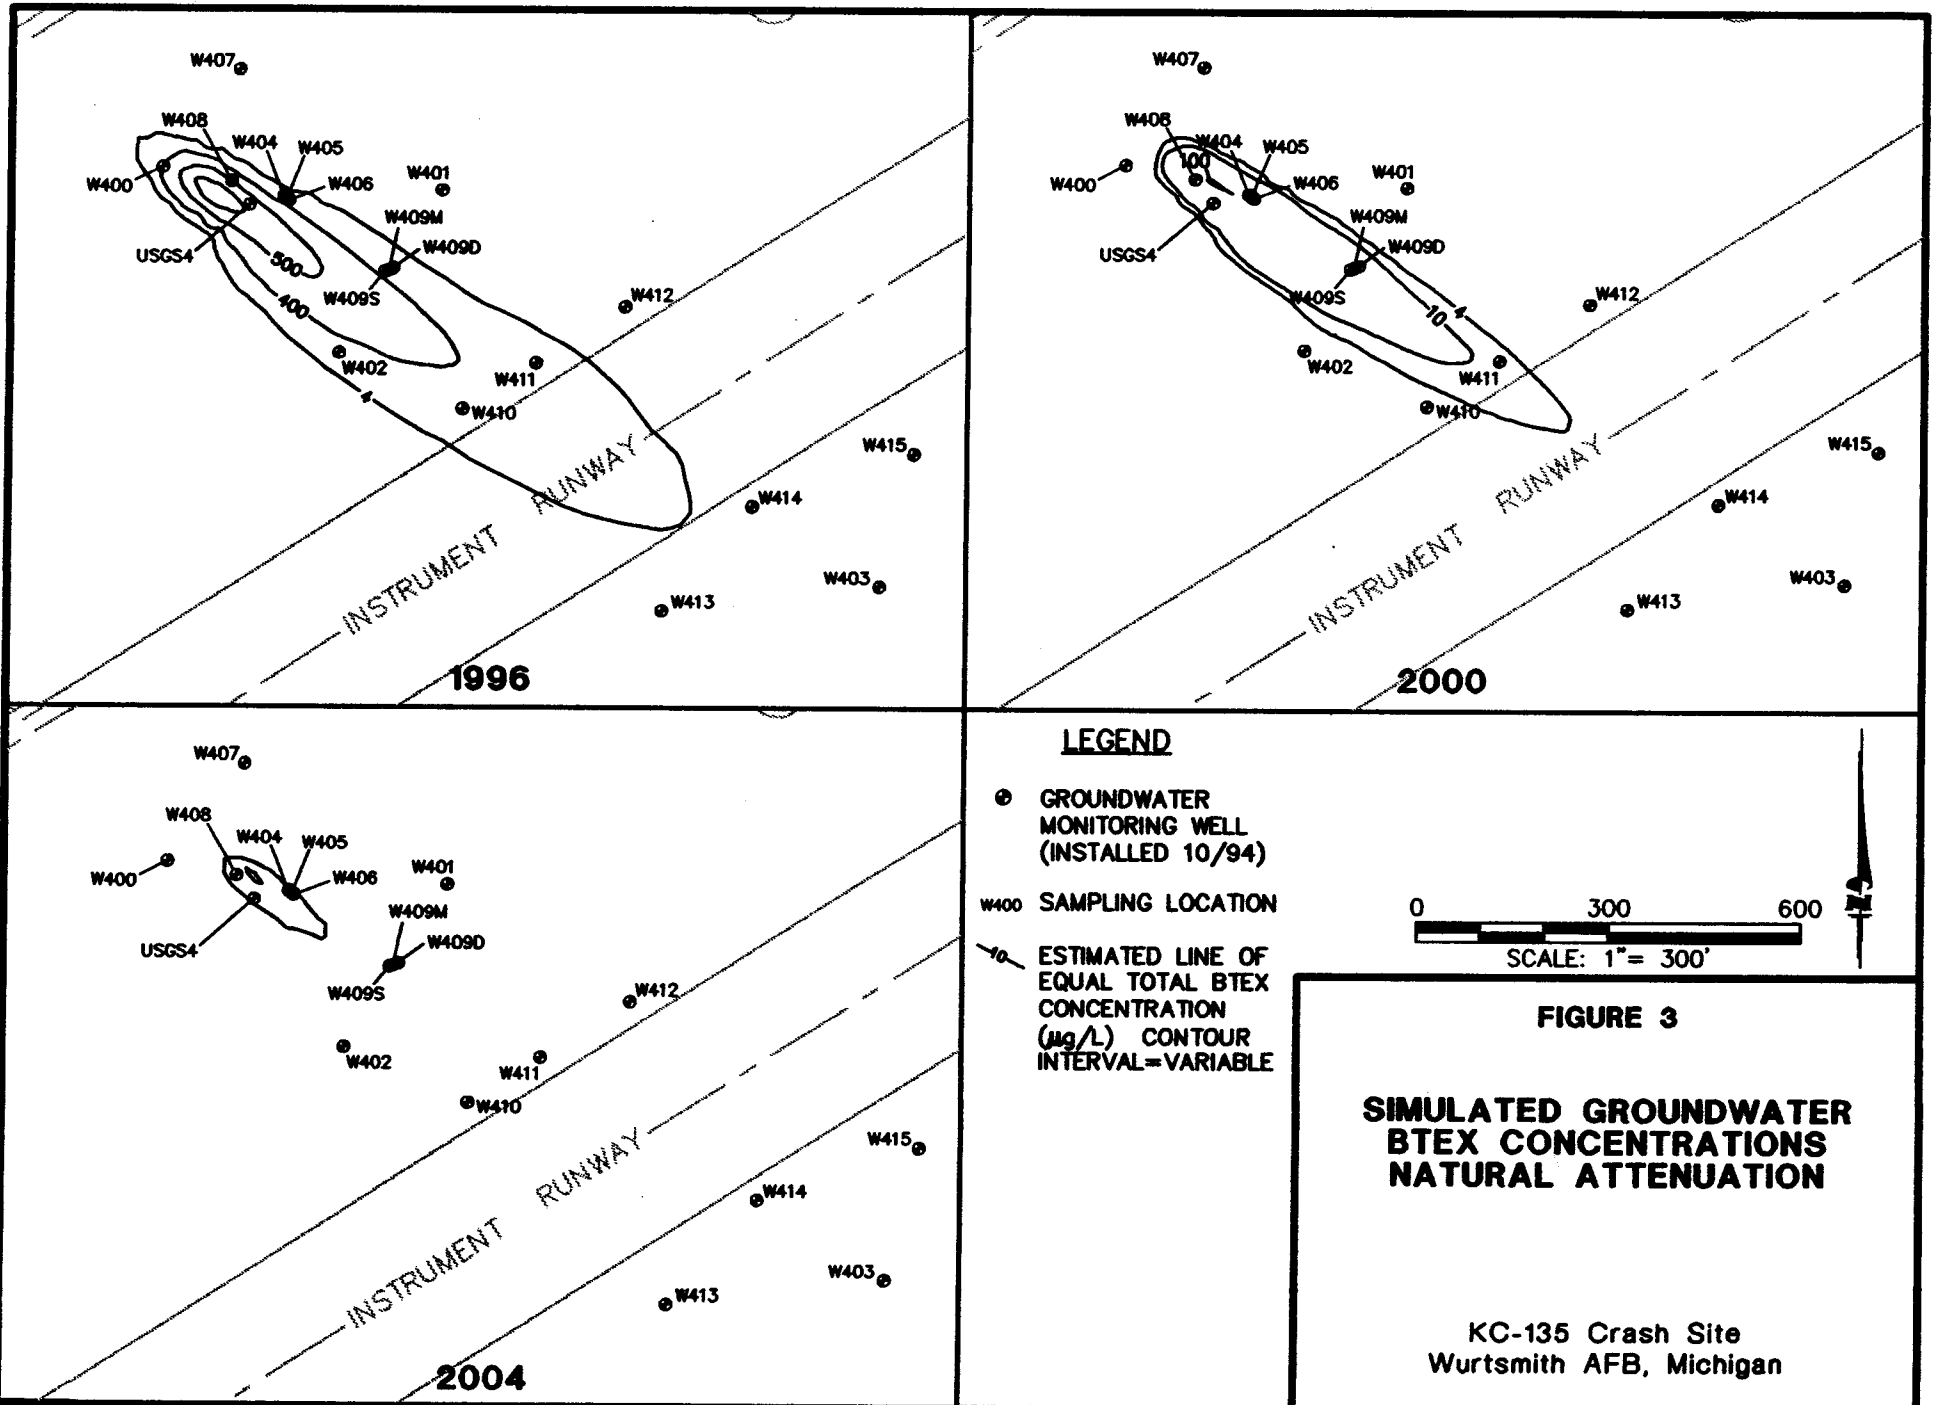 W407
W408
W404
W405
W401
W400
W406
W409M
W409D
USGS4
500
W409S
400
W412
W402
W411
4
W410
RUNWAY
W415
W414
INSTRUMENT
W403
W413
1996
W407
W408
W404
W405
100
W401
W400
W406
W409M
W409D
USGS4
W409S
W412
10
4
W402
W411
W410
RUNWAY
W415
W414
INSTRUMENT
W403
W413
2000
W407
W408
W404
W405
W401
W400
W406
W409M
W409D
USGS4
W409S
W412
W402
W411
W410
RUNWAY
W415
W414
INSTRUMENT
W403
W413
2004
LEGEND
GROUNDWATER
MONITORING WELL
(INSTALLED 10/94)
W400 SAMPLING LOCATION
10 ESTIMATED LINE OF
EQUAL TOTAL BTEX
CONCENTRATION
(µg/L) CONTOUR
INTERVAL=VARIABLE
N
0 300 600
SCALE: 1"= 300'
FIGURE 3
SIMULATED GROUNDWATER
BTEX CONCENTRATIONS
NATURAL ATTENUATION
KC-135 Crash Site
Wurtsmith AFB, Michigan